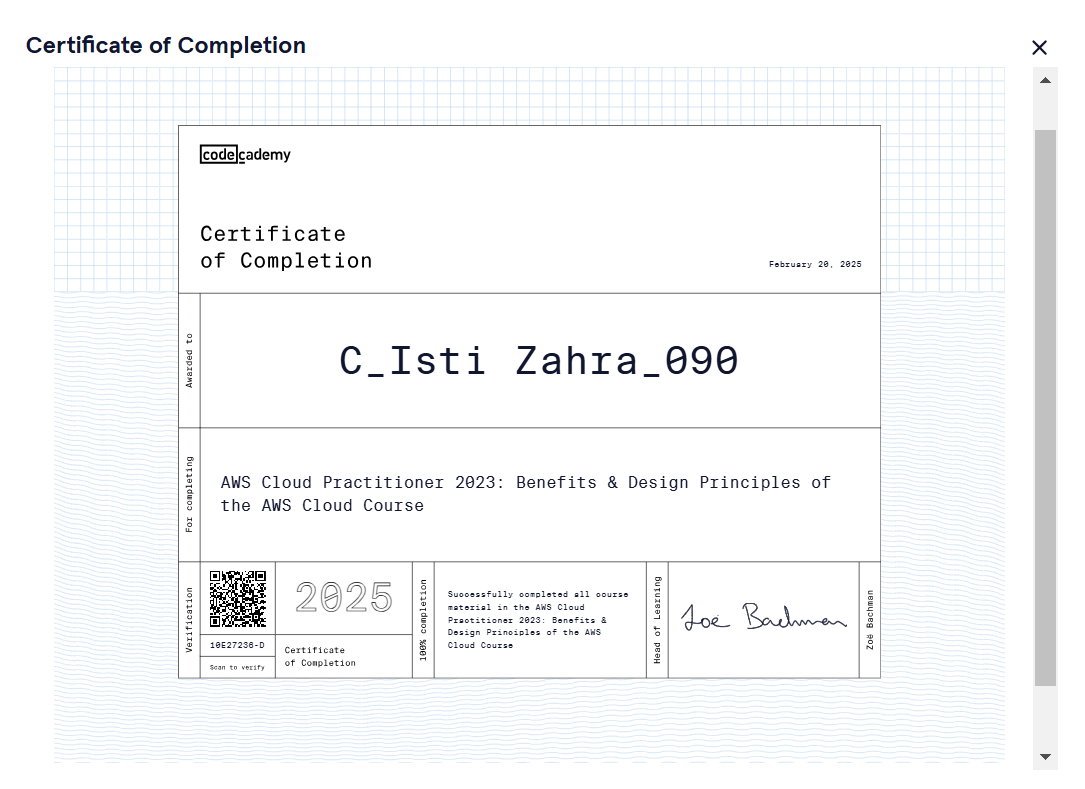 Certificate of Completion
codecademy
Certificate
of Completion
February 20, 2025
Awarded to
C_Isti Zahra_090
For completing
AWS Cloud Practitioner 2023: Benefits & Design Principles of
the AWS Cloud Course
Verification
10E27236-D
Scan to verify
2025
Certificate
of Completion
100% completion
Successfully completed all course
material in the AWS Cloud
Practitioner 2023: Benefits &
Design Principles of the AWS
Cloud Course
Head of Learning
Zoë Bachman
Zoë Bachman